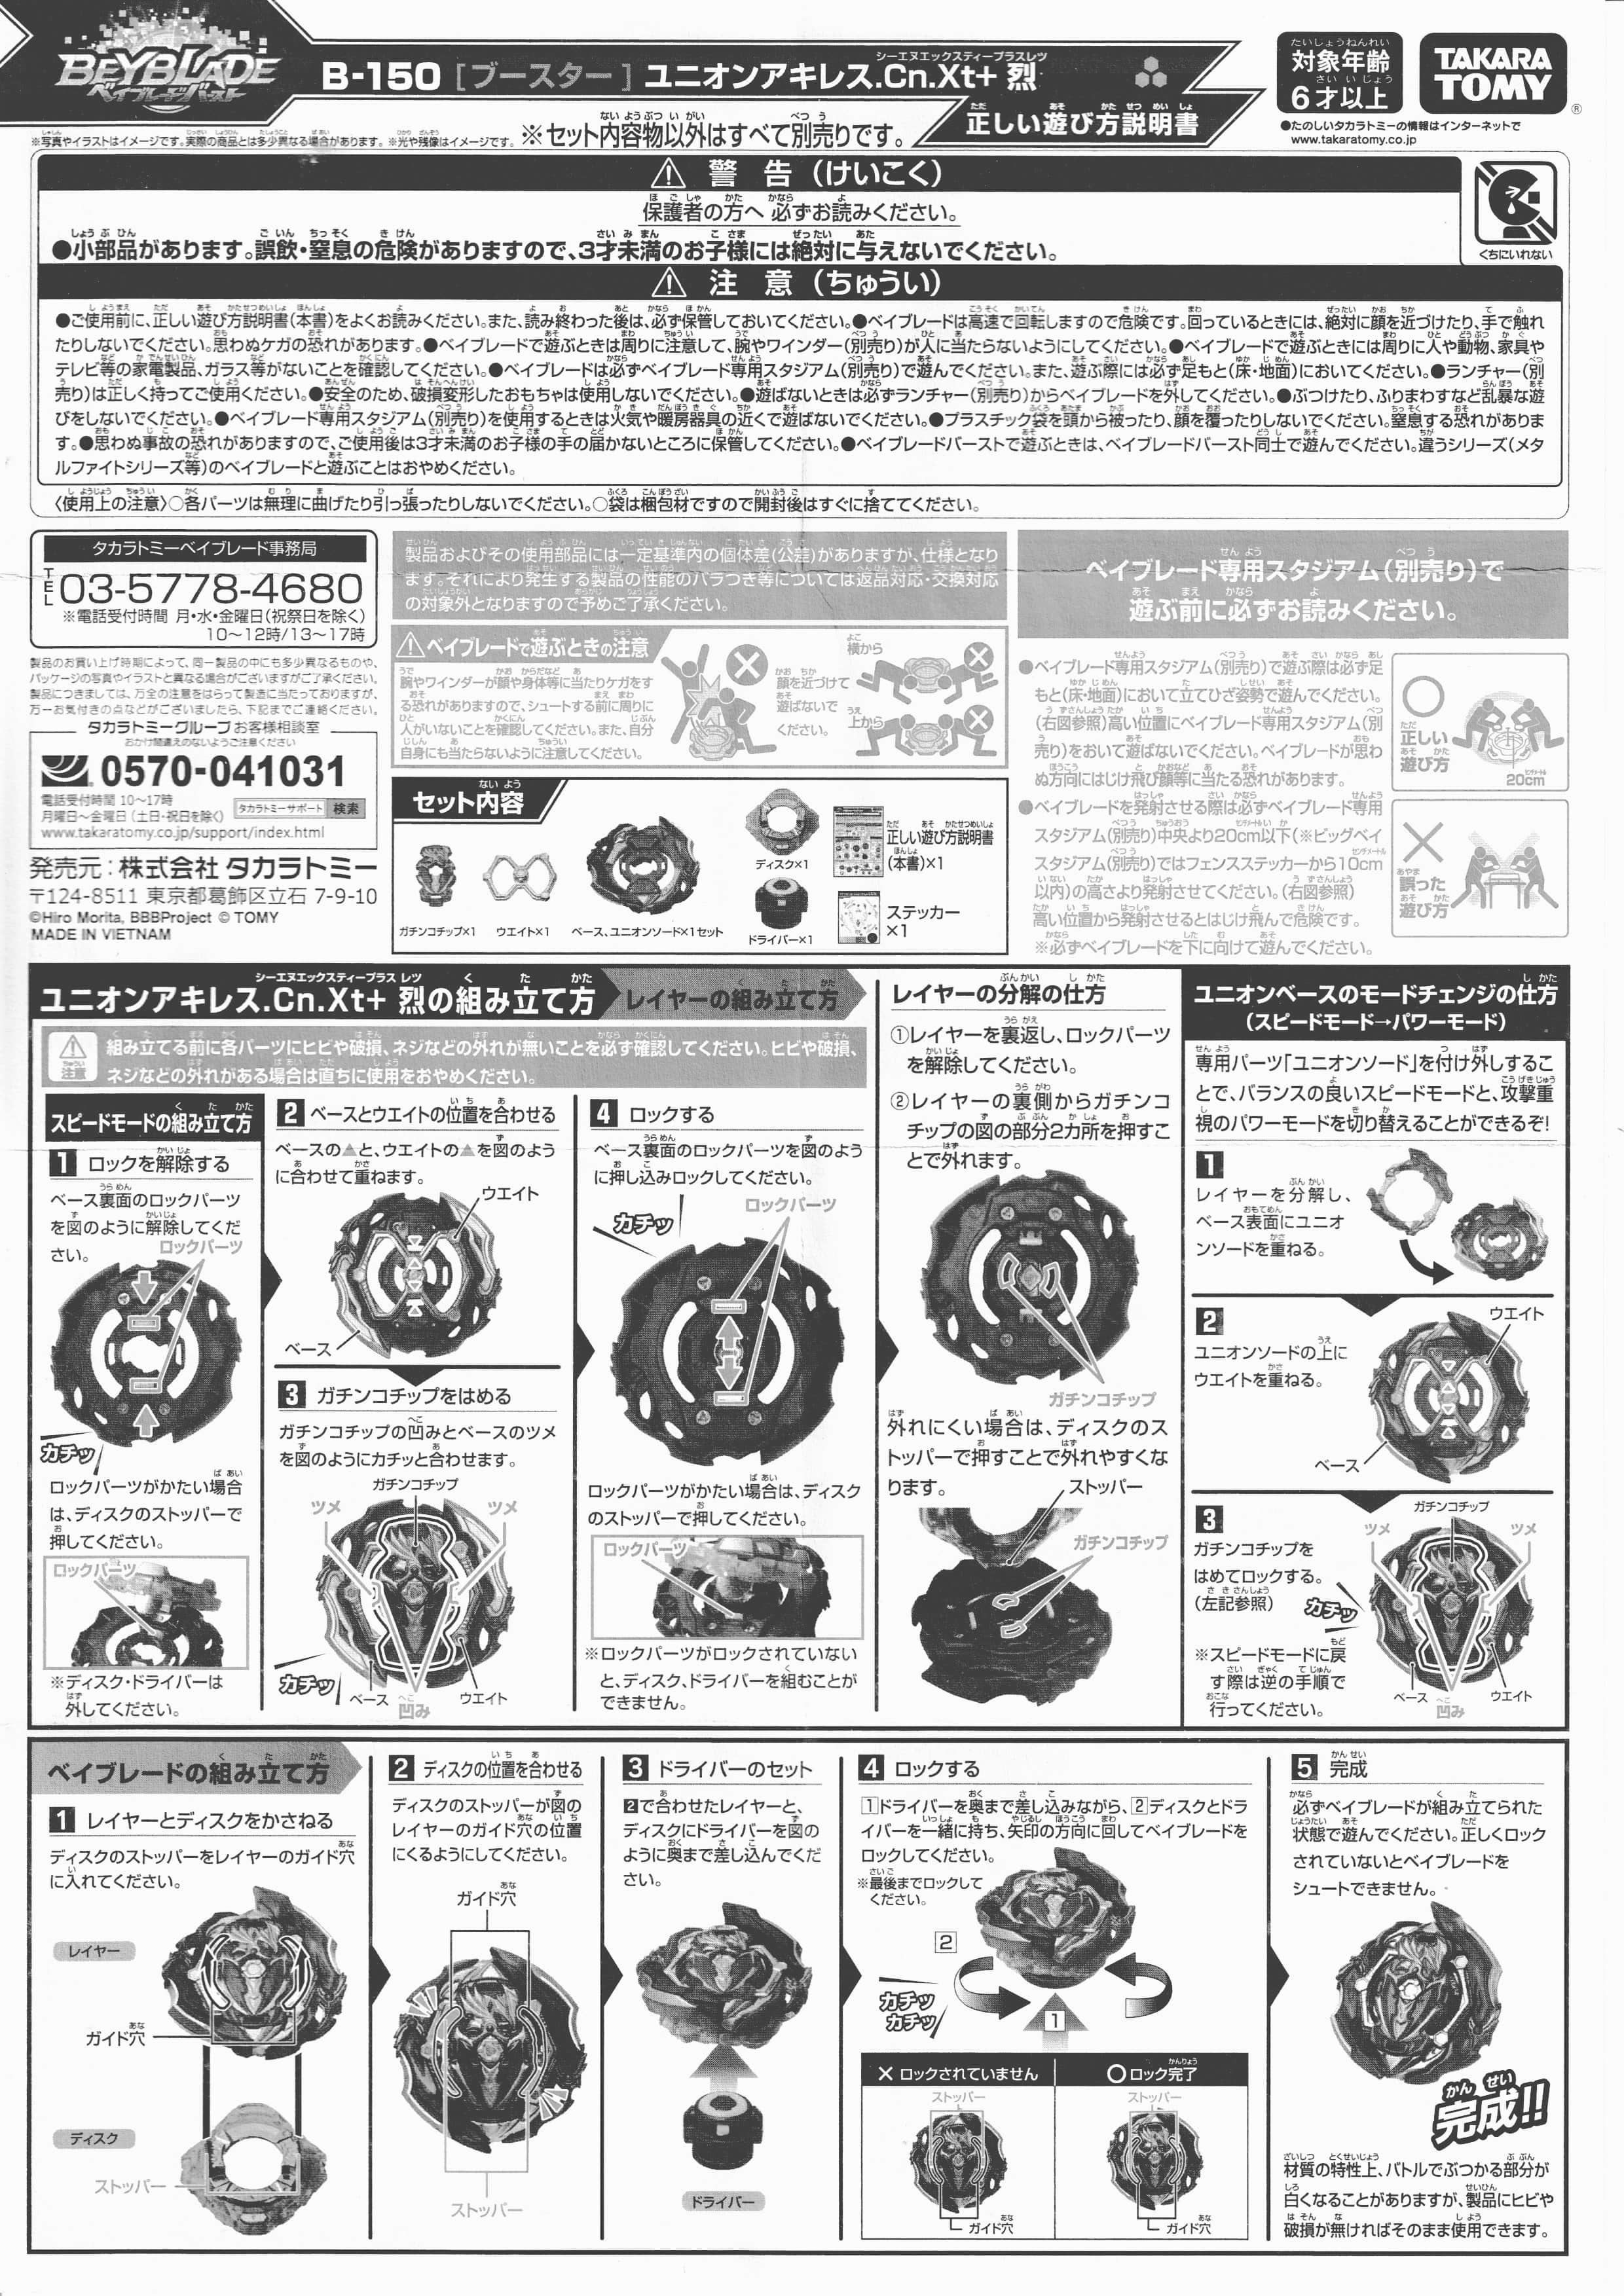 BEYBLADE
ベイブレードバースト
B-150 [ブースター] ユニオンアキレス.Cn.Xt+ 烈
シーエヌエックスティープラスレツ
正しい遊び方説明書
対象年齢
6才以上
TAKARA
TOMY
®
●たのしいタカラトミーの情報はインターネットで
www.takaratomy.co.jp
※写真やイラストはイメージです。実際の商品とは多少異なる場合があります。※光や残像はイメージです。
※セット内容物以外はすべて別売りです。
警 告(けいこく)
保護者の方へ 必ずお読みください。
●小部品があります。誤飲・窒息の危険がありますので、3才未満のお子様には絶対に与えないでください。
くちにいれない
注 意(ちゅうい)
●ご使用前に、正しい遊び方説明書(本書)をよくお読みください。また、読み終わった後は、必ず保管しておいてください。●ベイブレードは高速で回転しますので危険です。回っているときには、絶対に顔を近づけたり、手で触れ
たりしないでください。思わぬケガの恐れがあります。●ベイブレードで遊ぶときは周りに注意して、腕やワインダー(別売り)が人に当たらないようにしてください。●ベイブレードで遊ぶときには周りに人や動物、家具や
テレビ等の家電製品、ガラス等がないことを確認してください。●ベイブレードは必ずベイブレード専用スタジアム(別売り)で遊んでください。また、遊ぶ際には必ず足もと(床・地面)においてください。●ランチャー(別
売り)は正しく持ってご使用ください。●安全のため、破損変形したおもちゃは使用しないでください。●遊ばないときは必ずランチャー(別売り)からベイブレードを外してください。●ぶつけたり、ふりまわすなど乱暴な遊
びをしないでください。●ベイブレード専用スタジアム(別売り)を使用するときは火気や暖房器具の近くで遊ばないでください。●プラスチック袋を頭から被ったり、顔を覆ったりしないでください。窒息する恐れがありま
す。●思わぬ事故の恐れがありますので、ご使用後は3才未満のお子様の手の届かないところに保管してください。●ベイブレードバーストで遊ぶときは、ベイブレードバースト同士で遊んでください。違うシリーズ(メタ
ルファイトシリーズ等)のベイブレードと遊ぶことはおやめください。
〈使用上の注意〉○各パーツは無理に曲げたり引っ張ったりしないでください。○袋は梱包材ですので開封後はすぐに捨ててください。
タカラトミーベイブレード事務局
TEL 03-5778-4680
※電話受付時間 月・水・金曜日(祝祭日を除く)
10～12時/13～17時
製品のお買い上げ時期によって、同一製品の中にも多少異なるものや、
パッケージの写真やイラストと異なる場合がございますがご了承ください。
製品につきましては、万全の注意をはらって製造に当たっておりますが、
万一お気付きの点などがございましたら、下記までご連絡ください。
タカラトミーグループお客様相談室
おかけ間違えのないようご注意ください
0570-041031
電話受付時間 10～17時
月曜日～金曜日(土日・祝日を除く)
タカラトミーサポート 検索
www.takaratomy.co.jp/support/index.html
発売元:株式会社 タカラトミー
〒124-8511 東京都葛飾区立石 7-9-10
©Hiro Morita, BBBProject © TOMY
MADE IN VIETNAM
製品およびその使用部品には一定基準内の個体差(公差)がありますが、仕様となり
ます。それにより発生する製品の性能のバラつき等については返品対応・交換対応
の対象外となりますので予めご了承ください。
ベイブレードで遊ぶときの注意
腕やワインダーが顔や身体等に当たりケガをす
る恐れがありますので、シュートする前に周りに
人がいないことを確認してください。また、自分
自身にも当たらないように注意してください。
顔を近づけて
遊ばないで
ください。
横から
上から
セット内容
ガチンコチップ×1
ウエイト×1
ベース、ユニオンソード×1セット
ディスク×1
ドライバー×1
正しい遊び方説明書
(本書)×1
ステッカー
×1
ベイブレード専用スタジアム(別売り)で
遊ぶ前に必ずお読みください。
●ベイブレード専用スタジアム(別売り)で遊ぶ際は必ず足
もと(床・地面)において立てひざ姿勢で遊んでください。
(右図参照)高い位置にベイブレード専用スタジアム(別
売り)をおいて遊ばないでください。ベイブレードが思わ
ぬ方向にはじけ飛び顔等に当たる恐れがあります。
●ベイブレードを発射させる際は必ずベイブレード専用
スタジアム(別売り)中央より20cm以下(※ビッグベイ
スタジアム(別売り)ではフェンスステッカーから10cm
以内)の高さより発射させてください。(右図参照)
高い位置から発射させるとはじけ飛んで危険です。
※必ずベイブレードを下に向けて遊んでください。
正しい
遊び方
20cm
誤った
遊び方
シーエヌエックスティープラス レツ
ユニオンアキレス.Cn.Xt+ 烈の組み立て方
レイヤーの組み立て方
注意
組み立てる前に各パーツにヒビや破損、ネジなどの外れが無いことを必ず確認してください。ヒビや破損、
ネジなどの外れがある場合は直ちに使用をおやめください。
スピードモードの組み立て方
1 ロックを解除する
ベース裏面のロックパーツ
を図のように解除してくだ
さい。
ロックパーツ
カチッ
ロックパーツがかたい場合
は、ディスクのストッパーで
押してください。
ロックパーツ
※ディスク・ドライバーは
外してください。
2 ベースとウエイトの位置を合わせる
ベースの▲と、ウエイトの▲を図のよう
に合わせて重ねます。
ウエイト
ベース
3 ガチンコチップをはめる
ガチンコチップの凹みとベースのツメ
を図のようにカチッと合わせます。
ガチンコチップ
ツメ
ツメ
カチッ
ベース
凹み
ウエイト
4 ロックする
ベース裏面のロックパーツを図のよう
に押し込みロックしてください。
カチッ
ロックパーツ
ロックパーツがかたい場合は、ディスク
のストッパーで押してください。
ロックパーツ
※ロックパーツがロックされていない
と、ディスク、ドライバーを組むことが
できません。
レイヤーの分解の仕方
①レイヤーを裏返し、ロックパーツ
を解除してください。
②レイヤーの裏側からガチンコ
チップの図の部分2カ所を押すこ
とで外れます。
ガチンコチップ
外れにくい場合は、ディスクのス
トッパーで押すことで外れやすくな
ります。
ストッパー
ガチンコチップ
ユニオンベースのモードチェンジの仕方
(スピードモード→パワーモード)
専用パーツ「ユニオンソード」を付け外しするこ
とで、バランスの良いスピードモードと、攻撃重
視のパワーモードを切り替えることができるぞ!
1
レイヤーを分解し、
ベース表面にユニオ
ンソードを重ねる。
2
ユニオンソードの上に
ウエイトを重ねる。
ウエイト
ベース
3
ガチンコチップを
はめてロックする。
(左記参照)
ガチンコチップ
ツメ
ツメ
カチッ
※スピードモードに戻
す際は逆の手順で
行ってください。
ベース
凹み
ウエイト
ベイブレードの組み立て方
1 レイヤーとディスクをかさねる
ディスクのストッパーをレイヤーのガイド穴
に入れてください。
レイヤー
ガイド穴
ディスク
ストッパー
2 ディスクの位置を合わせる
ディスクのストッパーが図の
レイヤーのガイド穴の位置
にくるようにしてください。
ガイド穴
ストッパー
3 ドライバーのセット
2で合わせたレイヤーと、
ディスクにドライバーを図の
ように奥まで差し込んでくだ
さい。
ドライバー
4 ロックする
1ドライバーを奥まで差し込みながら、2ディスクとドラ
イバーを一緒に持ち、矢印の方向に回してベイブレードを
ロックしてください。
※最後までロックして
ください。
2
カチッ
カチッ
1
× ロックされていません
○ロック完了
ストッパー
ストッパー
ガイド穴
ガイド穴
5 完成
必ずベイブレードが組み立てられた
状態で遊んでください。正しくロック
されていないとベイブレードを
シュートできません。
完成!!
材質の特性上、バトルでぶつかる部分が
白くなることがありますが、製品にヒビや
破損が無ければそのまま使用できます。